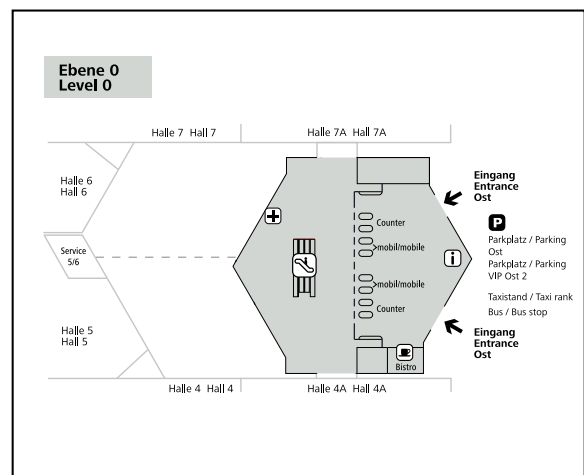 Ebene 0
Level 0
Halle 7 Hall 7
Halle 7A Hall 7A
Halle 6
Hall 6
Eingang
Entrance
Ost
Counter
P
Service
5/6
mobil/mobile
i
Parkplatz / Parking
Ost
Parkplatz / Parking
VIP Ost 2
mobil/mobile
Taxistand / Taxi rank
Bus / Bus stop
Counter
Halle 5
Hall 5
Eingang
Entrance
Ost
Bistro
Halle 4 Hall 4
Halle 4A Hall 4A